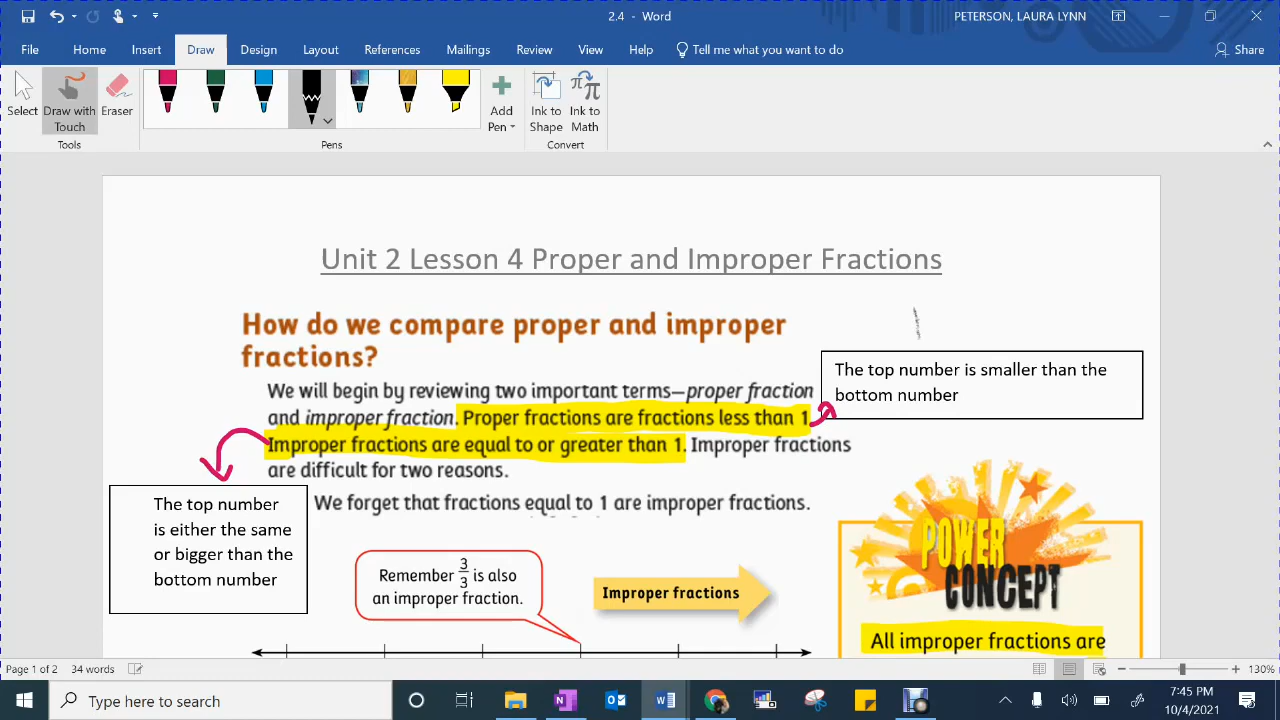 2.4 - Word
PETERSON, LAURA LYNN
File Home Insert Draw Design Layout References Mailings Review View Help Tell me what you want to do Share
Select Draw with Touch Eraser Add Pen Ink to Shape Ink to Math
Tools Pens Convert
Unit 2 Lesson 4 Proper and Improper Fractions
How do we compare proper and improper
fractions?
We will begin by reviewing two important terms—proper fraction
and improper fraction. Proper fractions are fractions less than 1.
Improper fractions are equal to or greater than 1. Improper fractions
are difficult for two reasons.
The top number is smaller than the
bottom number
The top number
is either the same
or bigger than the
bottom number
We forget that fractions equal to 1 are improper fractions.
Remember 3/3 is also
an improper fraction.
Improper fractions
POWER
CONCEPT
All improper fractions are
Page 1 of 2 34 words 130%
Type here to search
7:45 PM
10/4/2021